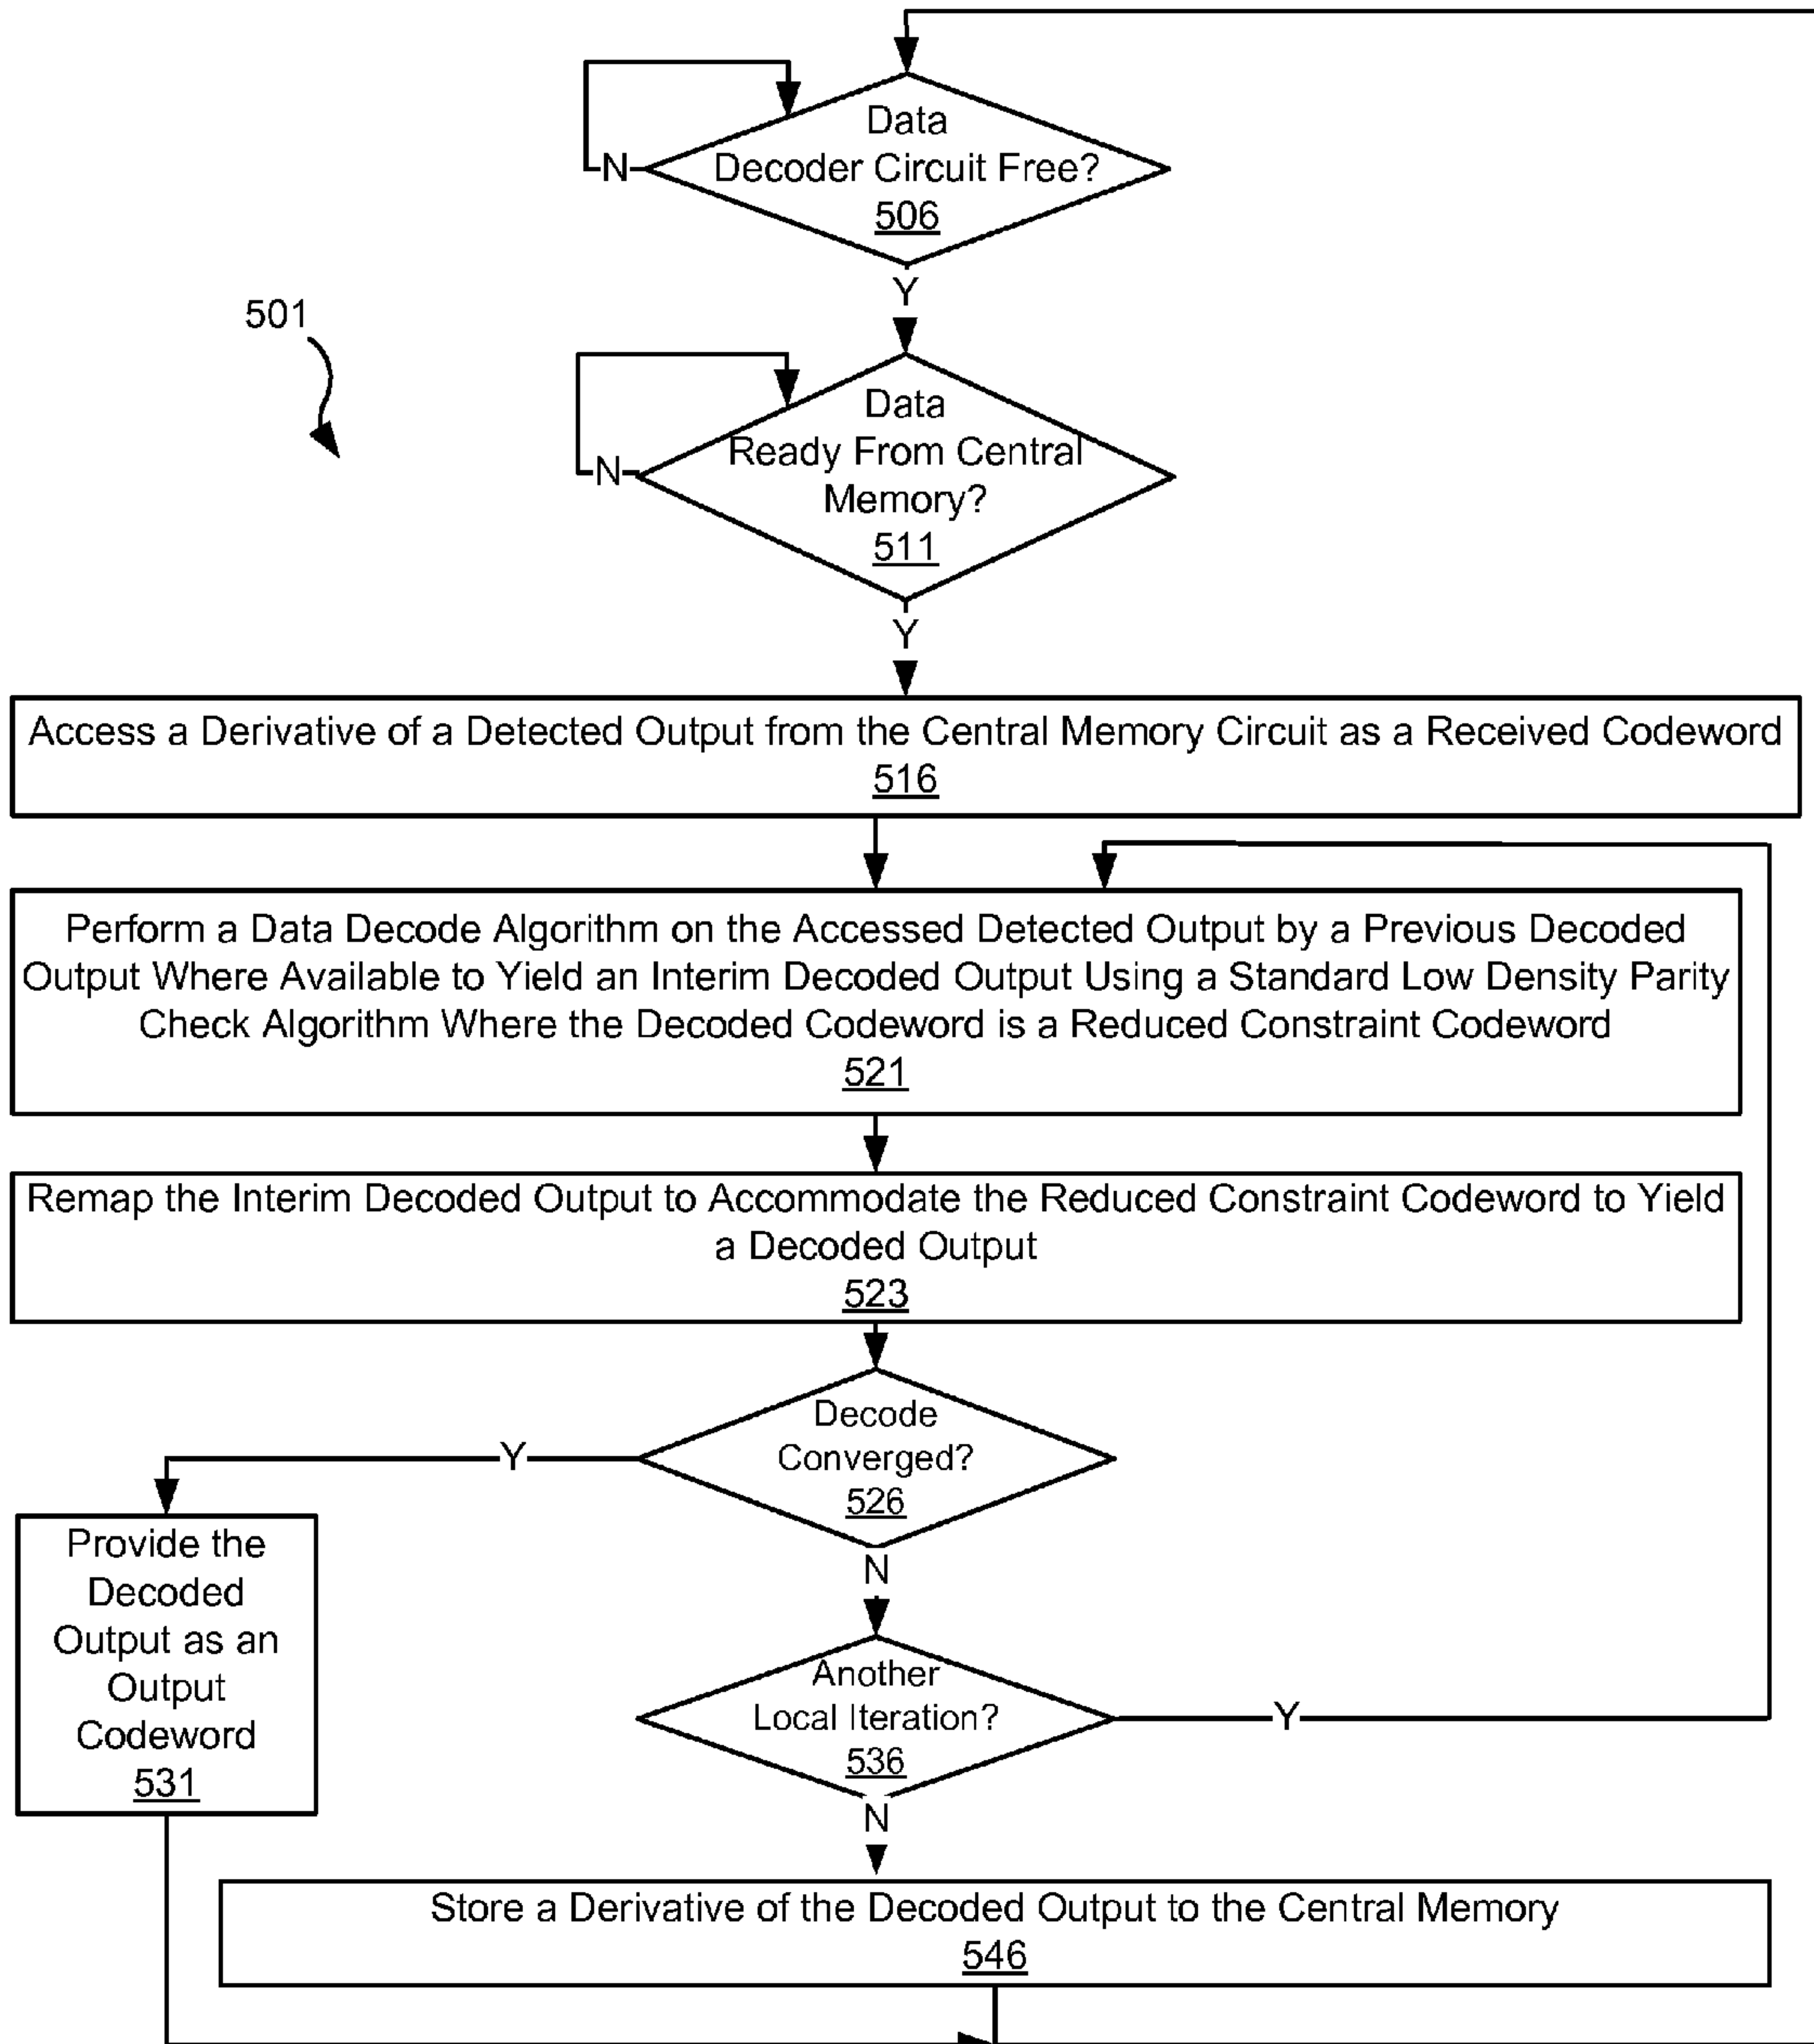 Data
Decoder Circuit Free?
506
N
Y
501
Data
Ready From Central
Memory?
511
N
Y
Access a Derivative of a Detected Output from the Central Memory Circuit as a Received Codeword
516
Perform a Data Decode Algorithm on the Accessed Detected Output by a Previous Decoded
Output Where Available to Yield an Interim Decoded Output Using a Standard Low Density Parity
Check Algorithm Where the Decoded Codeword is a Reduced Constraint Codeword
521
Remap the Interim Decoded Output to Accommodate the Reduced Constraint Codeword to Yield
a Decoded Output
523
Decode
Converged?
526
Y
N
Provide the
Decoded
Output as an
Output
Codeword
531
Another
Local Iteration?
536
Y
N
Store a Derivative of the Decoded Output to the Central Memory
546